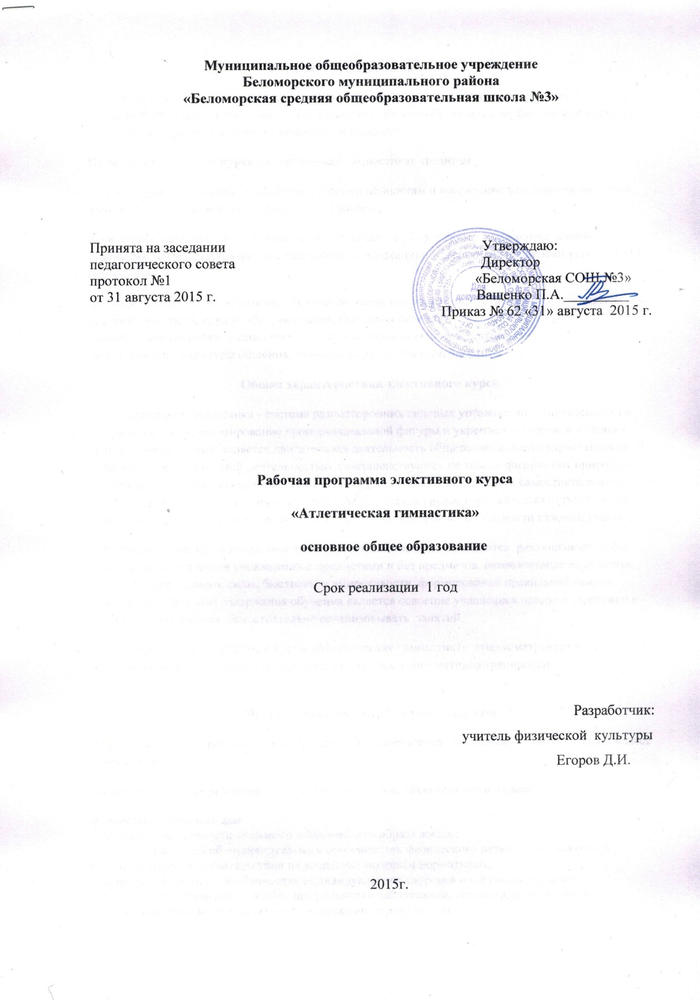 Муниципальное общеобразовательное учреждение
Беломорского муниципального района
«Беломорская средняя общеобразовательная школа №3»
Принята на заседании
педагогического совета
протокол №1
от 31 августа 2015 г.
Утверждаю:
Директор
«Беломорская СОШ №3»
Ващенко П.А.
Приказ № 62 «31» августа 2015 г.
Для
документов
Рабочая программа элективного курса
«Атлетическая гимнастика»
основное общее образование
Срок реализации 1 год
Разработчик:
учитель физической культуры
Егоров Д.И.
2015г.